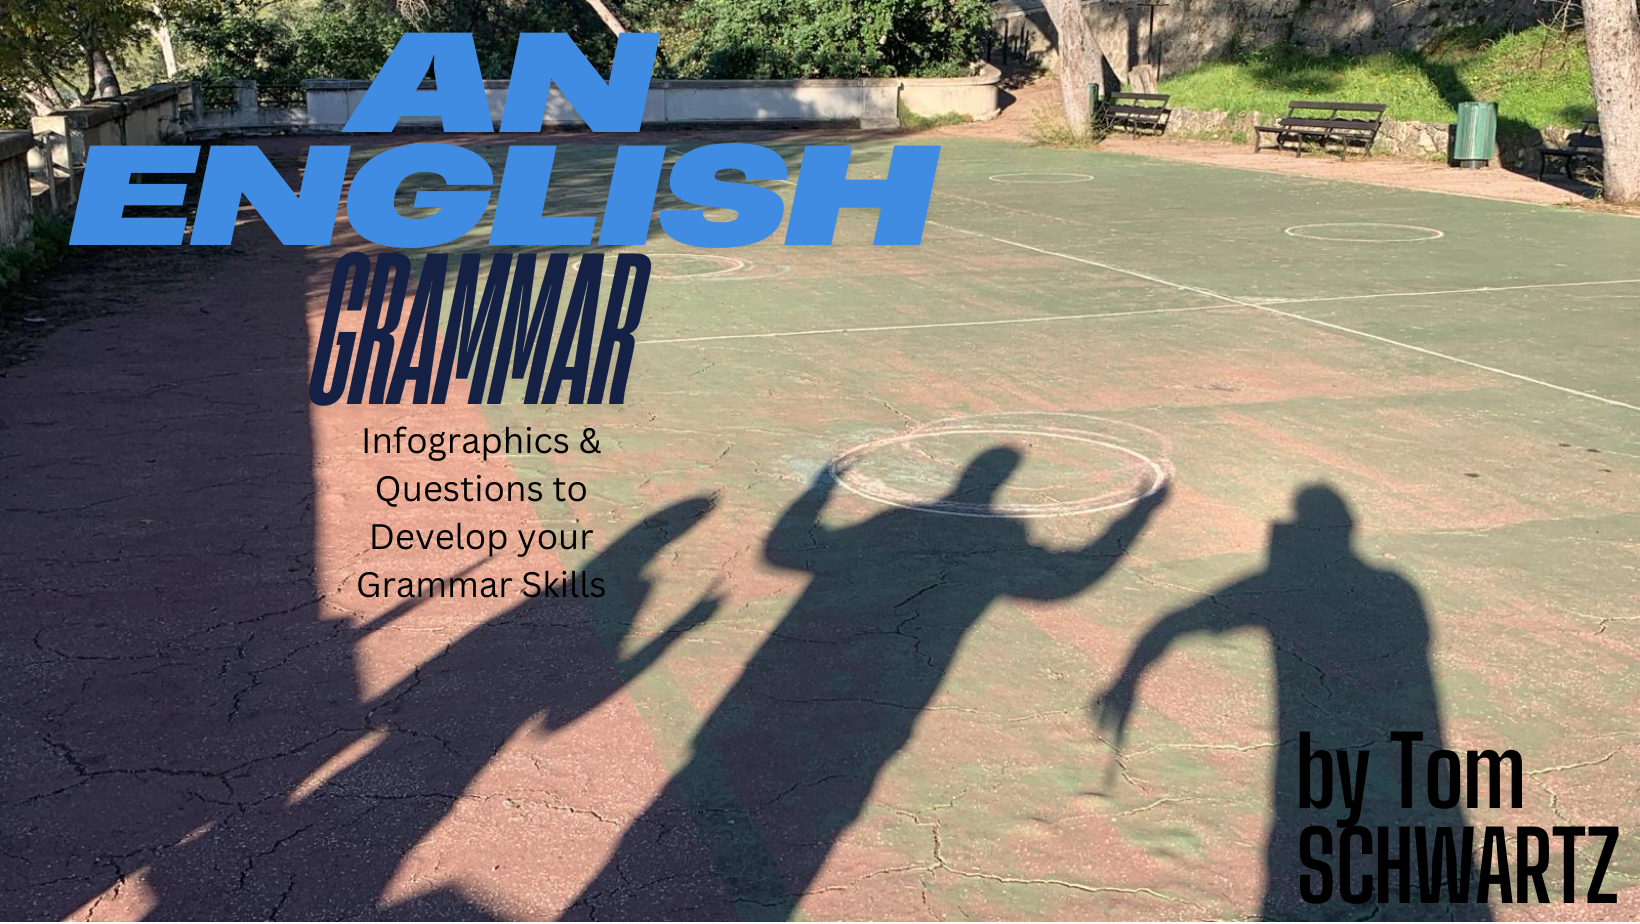 AN
ENGLISH
GRAMMAR
Infographics &
Questions to
Develop your
Grammar Skills
by Tom
SCHWARTZ